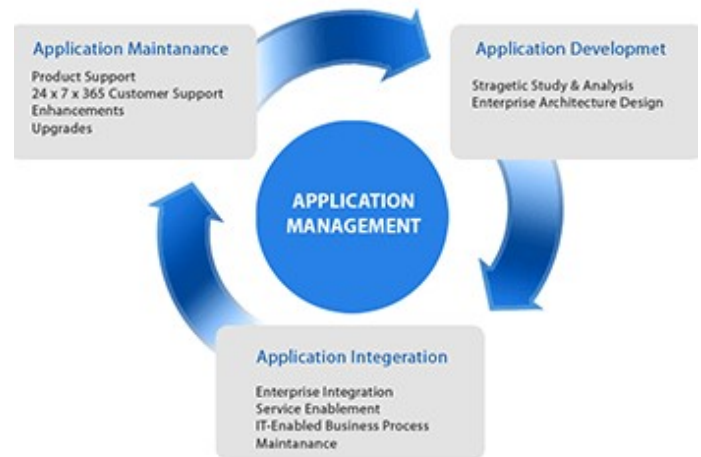 Application Maintanance
Product Support
24 x 7 x 365 Customer Support
Enhancements
Upgrades
Application Developmet
Stragetic Study & Analysis
Enterprise Architecture Design
APPLICATION
MANAGEMENT
Application Integeration
Enterprise Integration
Service Enablement
IT-Enabled Business Process
Maintanance